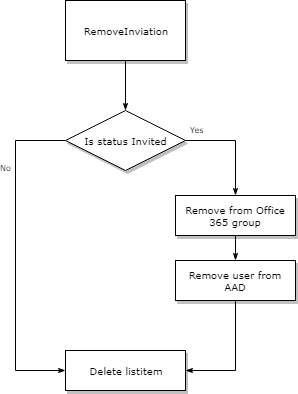 RemoveInviation
Is status Invited
Yes
No
Remove from Office
365 group
Remove user from
AAD
Delete listitem